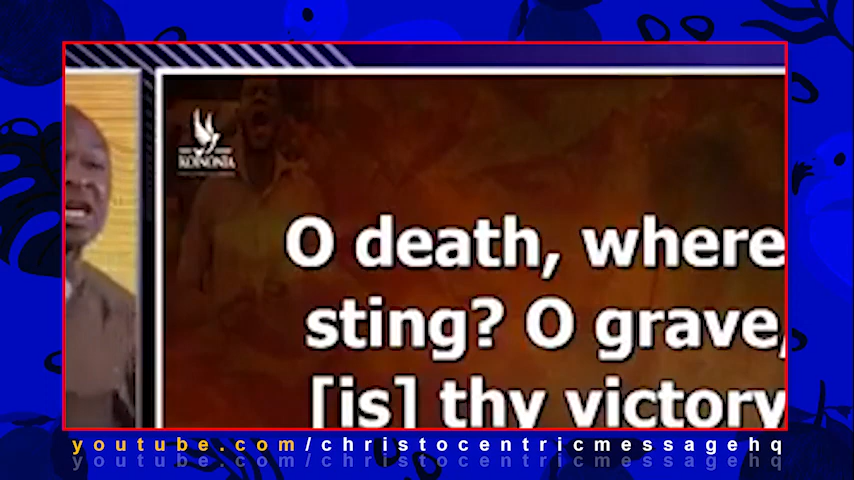 KOINONIA
O death, where
sting? O grave,
[is] thy victory
youtube.com/christocentricmessagehq
youtube.com/christocentricmessagehq